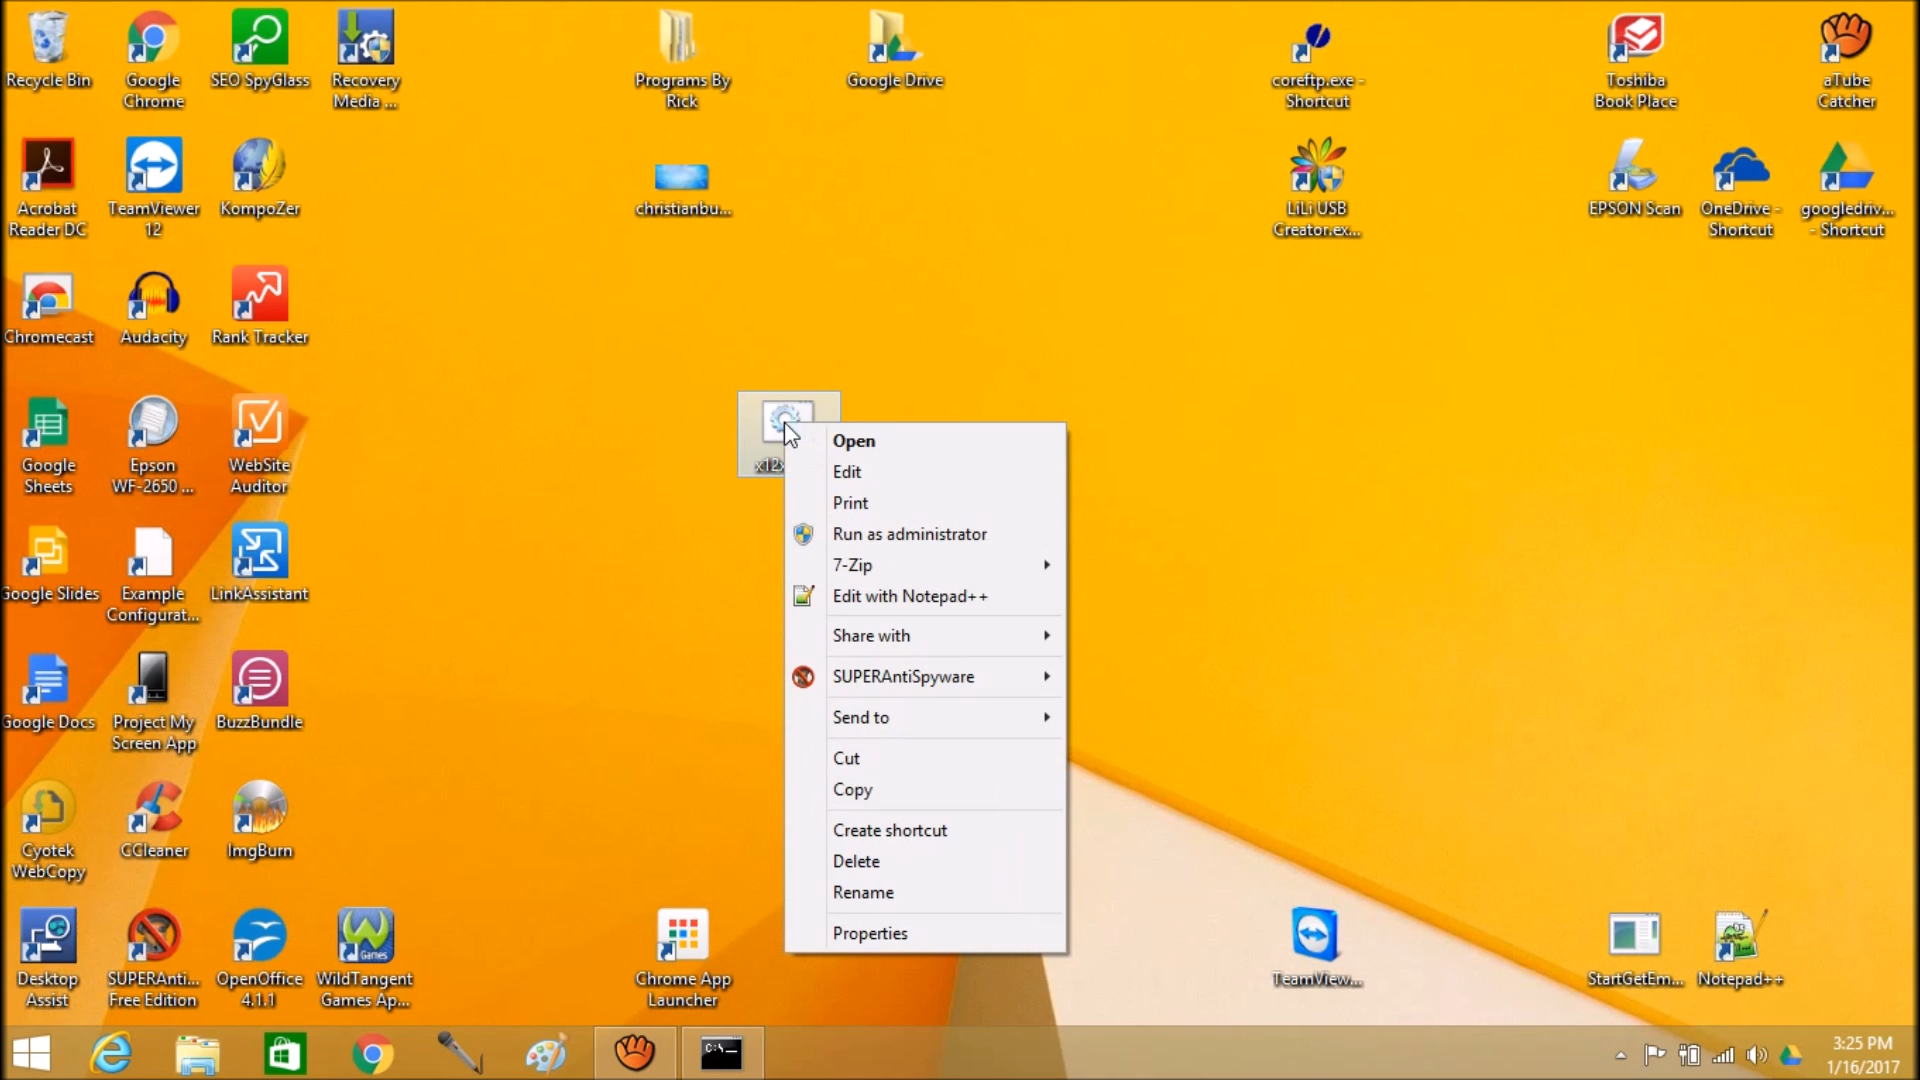 Recycle Bin
Google
Chrome
SEO SpyGlass
Recovery
Media ...
Programs By
Rick
Google Drive
coreftp.exe -
Shortcut
Toshiba
Book Place
aTube
Catcher
Acrobat
Reader DC
TeamViewer
12
KompoZer
christianbu...
LiLi USB
Creator.ex...
EPSON Scan
OneDrive -
Shortcut
googledriv...
- Shortcut
Chromecast
Audacity
Rank Tracker
Google
Sheets
Epson
WF-2650 ...
WebSite
Auditor
x12x
Open
Edit
Print
Run as administrator
7-Zip
Edit with Notepad++
Share with
SUPERAntiSpyware
Send to
Cut
Copy
Create shortcut
Delete
Rename
Properties
Google Slides
Example
Configurat...
LinkAssistant
Google Docs
Project My
Screen App
BuzzBundle
Cyotek
WebCopy
CCleaner
ImgBurn
Desktop
Assist
SUPERAnti...
Free Edition
OpenOffice
4.1.1
Games
WildTangent
Games Ap...
Chrome App
Launcher
TeamView...
StartGetEm...
Notepad++
C:\_
3:25 PM
1/16/2017